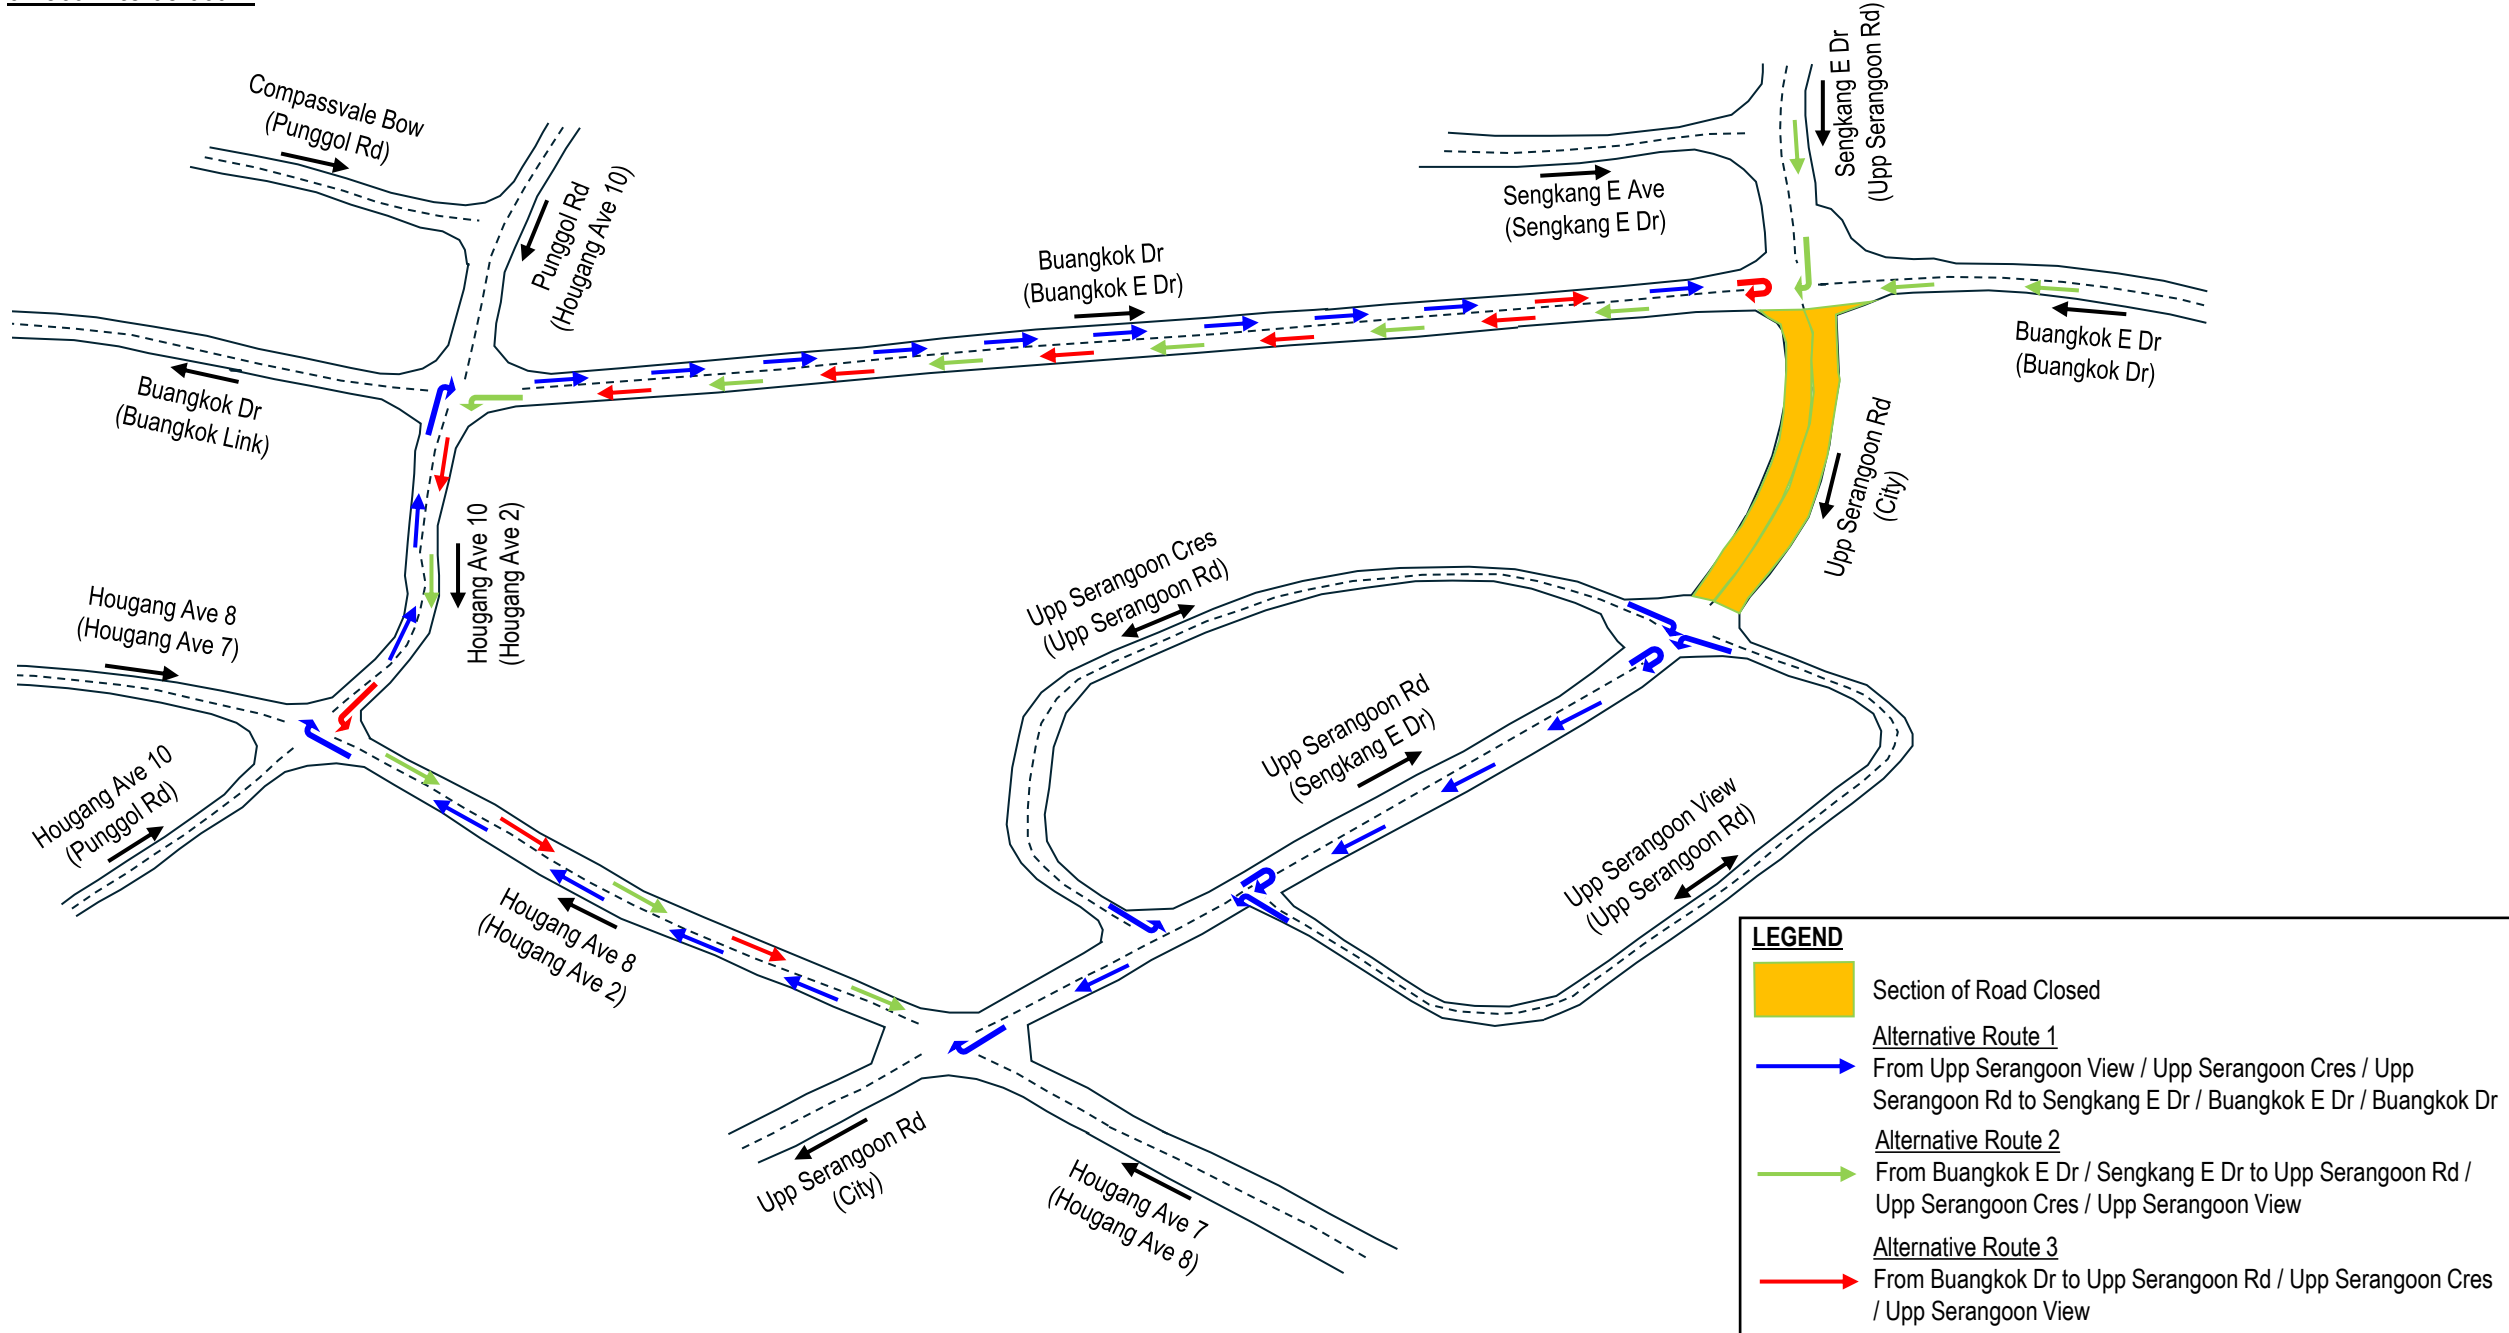 Compassvale Bow
(Punggol Rd)
Punggol Rd
(Hougang Ave 10)
Buangkok Dr
(Buangkok E Dr)
Sengkang E Ave
(Sengkang E Dr)
Sengkang E Dr
(Upp Serangoon Rd)
Buangkok E Dr
(Buangkok Dr)
Buangkok Dr
(Buangkok Link)
Upp Serangoon Rd
(City)
Hougang Ave 10
(Hougang Ave 2)
Hougang Ave 8
(Hougang Ave 7)
Upp Serangoon Cres
(Upp Serangoon Rd)
Upp Serangoon Rd
(Sengkang E Dr)
Hougang Ave 10
(Punggol Rd)
Upp Serangoon View
(Upp Serangoon Rd)
Hougang Ave 8
(Hougang Ave 2)
Upp Serangoon Rd
(City)
Hougang Ave 7
(Hougang Ave 8)
LEGEND
Section of Road Closed
Alternative Route 1
From Upp Serangoon View / Upp Serangoon Cres / Upp
Serangoon Rd to Sengkang E Dr / Buangkok E Dr / Buangkok Dr
Alternative Route 2
From Buangkok E Dr / Sengkang E Dr to Upp Serangoon Rd /
Upp Serangoon Cres / Upp Serangoon View
Alternative Route 3
From Buangkok Dr to Upp Serangoon Rd / Upp Serangoon Cres
/ Upp Serangoon View